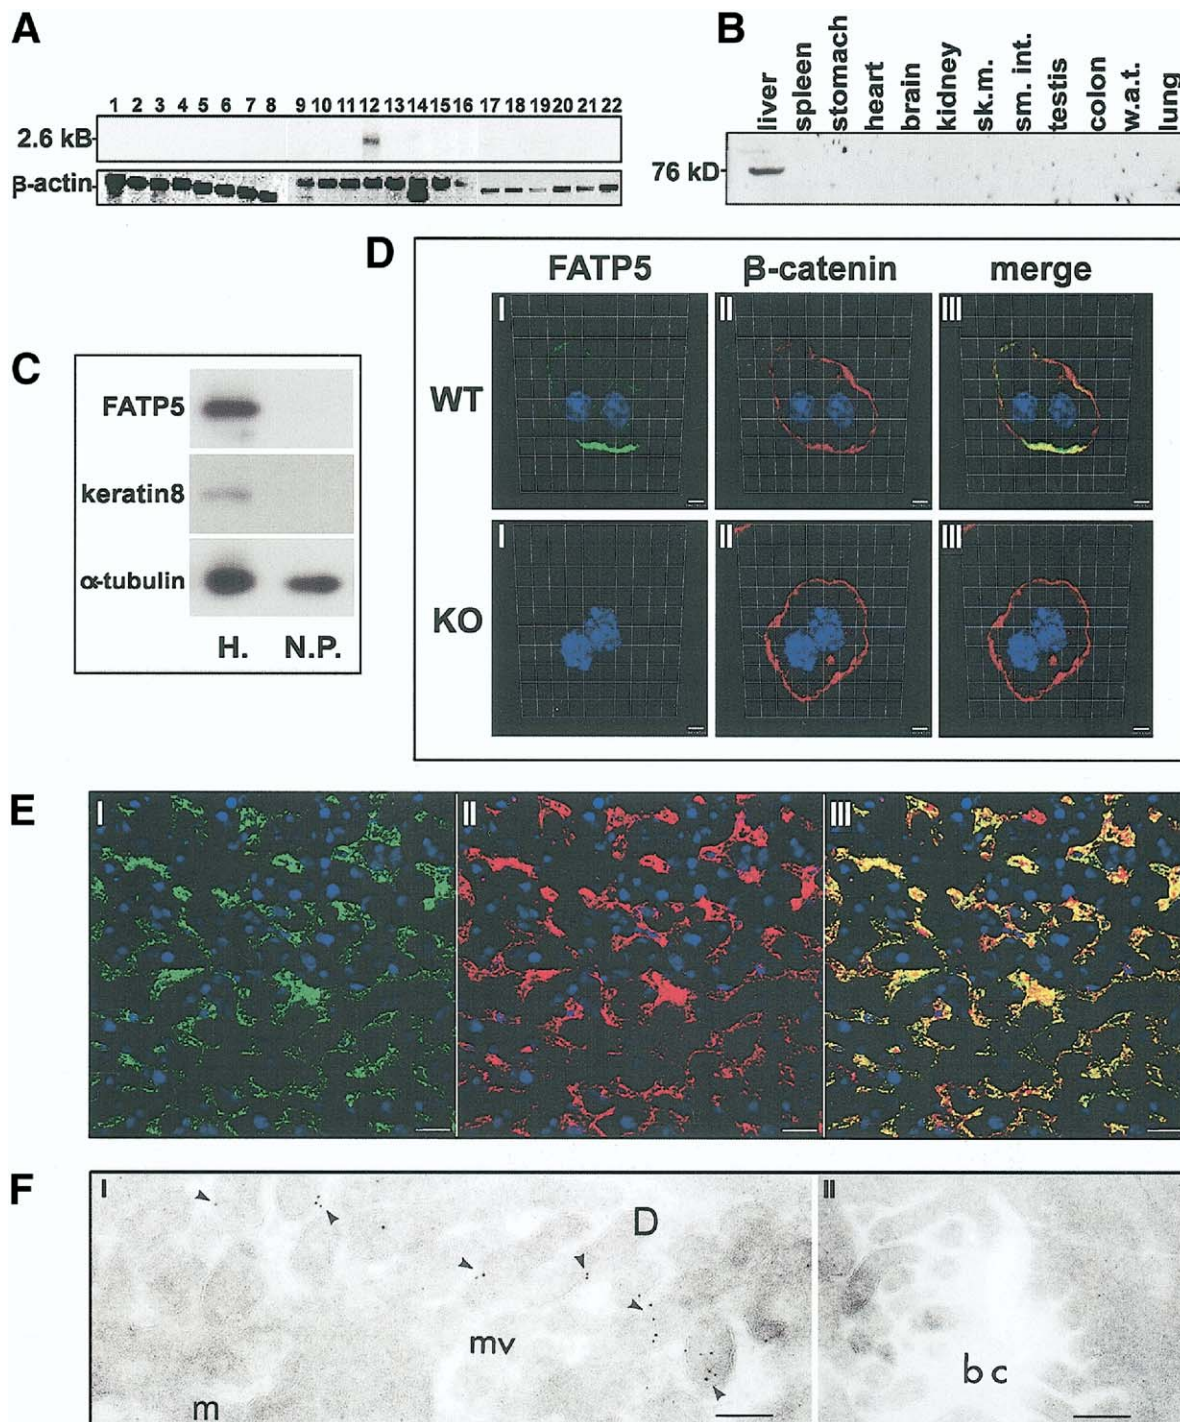 A
1 2 3 4 5 6 7 8 9 10 11 12 13 14 15 16 17 18 19 20 21 22
2.6 kB
β-actin
B
liver spleen stomach heart brain kidney sk.m. sm. int. testis colon w.a.t. lung
76 kD
C
FATP5
keratin8
α-tubulin
H. N.P.
D
FATP5 β-catenin merge
WT
I II III
KO
I II III
E
I II III
F
I II
D
mv
m
bc